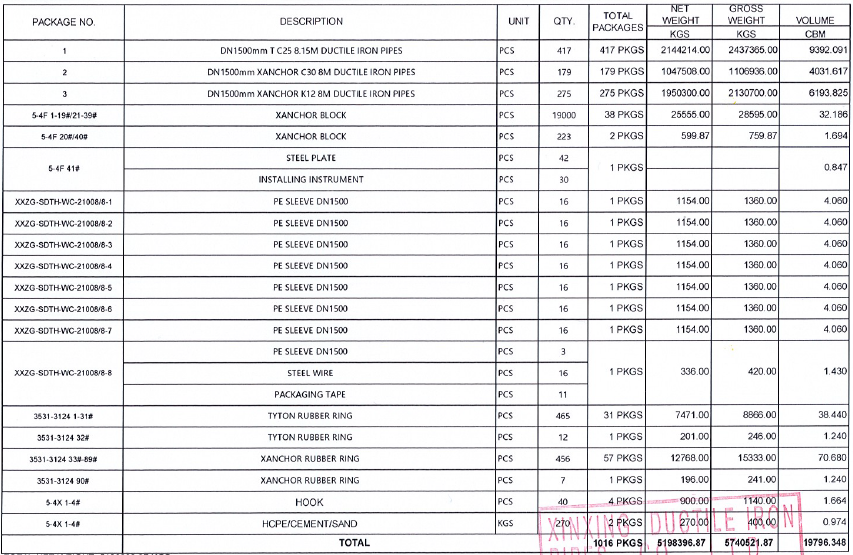 PACKAGE NO. DESCRIPTION UNIT QTY. TOTAL PACKAGES NET WEIGHT GROSS WEIGHT VOLUME
KGS KGS CBM
1 DN1500mm T C25 8.15M DUCTILE IRON PIPES PCS 417 417 PKGS 2144214.00 2437365.00 9392.091
2 DN1500mm XANCHOR C30 8M DUCTILE IRON PIPES PCS 179 179 PKGS 1047508.00 1106936.00 4031.617
3 DN1500mm XANCHOR K12 8M DUCTILE IRON PIPES PCS 275 275 PKGS 1950300.00 2130700.00 6193.825
5-4F 1-19#/21-39# XANCHOR BLOCK PCS 19000 38 PKGS 25555.00 28595.00 32.186
5-4F 20#/40# XANCHOR BLOCK PCS 223 2 PKGS 599.87 759.87 1.694
5-4F 41# STEEL PLATE PCS 42 1 PKGS 0.847
INSTALLING INSTRUMENT PCS 30
XXZG-SDTH-WC-21008/8-1 PE SLEEVE DN1500 PCS 16 1 PKGS 1154.00 1360.00 4.060
XXZG-SDTH-WC-21008/8-2 PE SLEEVE DN1500 PCS 16 1 PKGS 1154.00 1360.00 4.060
XXZG-SDTH-WC-21008/8-3 PE SLEEVE DN1500 PCS 16 1 PKGS 1154.00 1360.00 4.060
XXZG-SDTH-WC-21008/8-4 PE SLEEVE DN1500 PCS 16 1 PKGS 1154.00 1360.00 4.060
XXZG-SDTH-WC-21008/8-5 PE SLEEVE DN1500 PCS 16 1 PKGS 1154.00 1360.00 4.060
XXZG-SDTH-WC-21008/8-6 PE SLEEVE DN1500 PCS 16 1 PKGS 1154.00 1360.00 4.060
XXZG-SDTH-WC-21008/8-7 PE SLEEVE DN1500 PCS 16 1 PKGS 1154.00 1360.00 4.060
XXZG-SDTH-WC-21008/8-8 PE SLEEVE DN1500 PCS 3 1 PKGS 336.00 420.00 1.430
STEEL WIRE PCS 16
PACKAGING TAPE PCS 11
3531-3124 1-31# TYTON RUBBER RING PCS 465 31 PKGS 7471.00 8866.00 38.440
3531-3124 32# TYTON RUBBER RING PCS 12 1 PKGS 201.00 246.00 1.240
3531-3124 33#-89# XANCHOR RUBBER RING PCS 456 57 PKGS 12768.00 15333.00 70.680
3531-3124 90# XANCHOR RUBBER RING PCS 7 1 PKGS 196.00 241.00 1.240
5-4X 1-4# HOOK PCS 40 4 PKGS 900.00 1140.00 1.664
5-4X 1-4# HCPE/CEMENT/SAND KGS 270 2 PKGS 270.00 400.00 0.974
XINXING DUCTILE IRON
TOTAL 1016 PKGS 5198396.87 5740521.87 19796.348